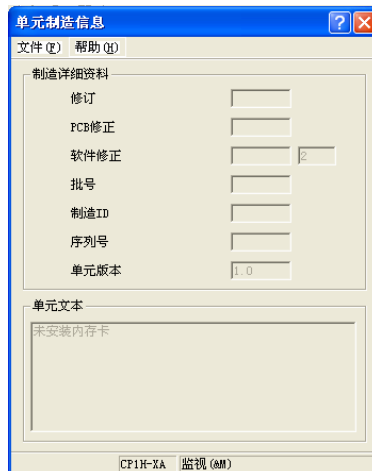 单元制造信息
文件(F) 帮助(H)
制造详细资料
修订
PCB修正
软件修正 2
批号
制造ID
序列号
单元版本 1.0
单元文本
未安装内存卡
CP1H-XA 监视(&M)